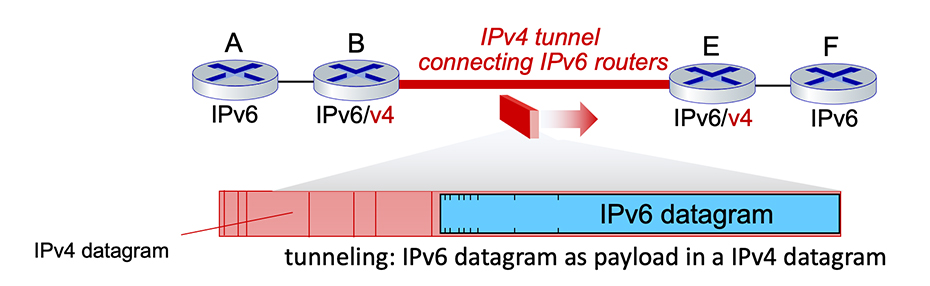 A
B
IPv4 tunnel
connecting IPv6 routers
E
F
IPv6
IPv6/v4
IPv6/v4
IPv6
IPv6 datagram
IPv4 datagram
tunneling: IPv6 datagram as payload in a IPv4 datagram